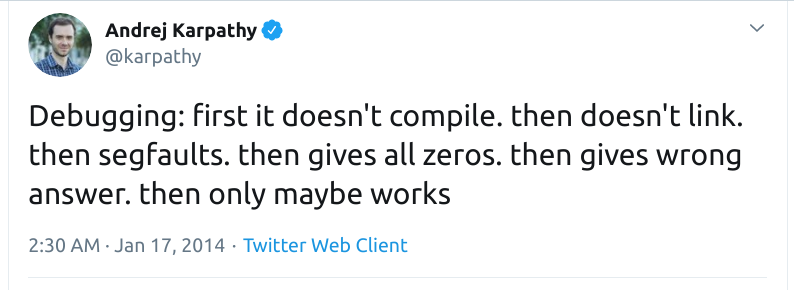 Andrej Karpathy
@karpathy
Debugging: first it doesn't compile. then doesn't link.
then segfaults. then gives all zeros. then gives wrong
answer. then only maybe works
2:30 AM · Jan 17, 2014 · Twitter Web Client